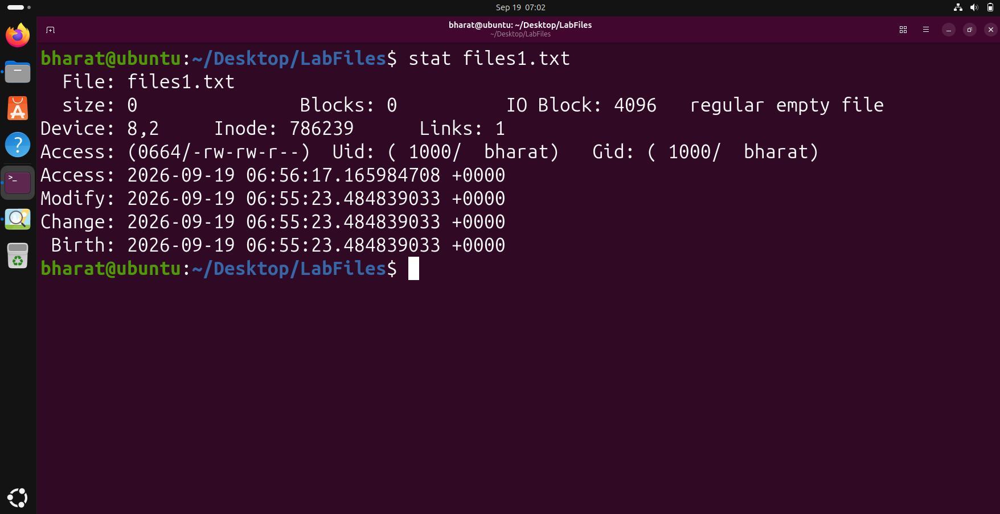 Sep 19 07:02
bharat@ubuntu: ~/Desktop/LabFiles
~/Desktop/LabFiles
bharat@ubuntu:~/Desktop/LabFiles$ stat files1.txt
File: files1.txt
size: 0 Blocks: 0 IO Block: 4096 regular empty file
Device: 8,2 Inode: 786239 Links: 1
Access: (0664/-rw-rw-r--) Uid: ( 1000/ bharat) Gid: ( 1000/ bharat)
Access: 2026-09-19 06:56:17.165984708 +0000
Modify: 2026-09-19 06:55:23.484839033 +0000
Change: 2026-09-19 06:55:23.484839033 +0000
Birth: 2026-09-19 06:55:23.484839033 +0000
bharat@ubuntu:~/Desktop/LabFiles$